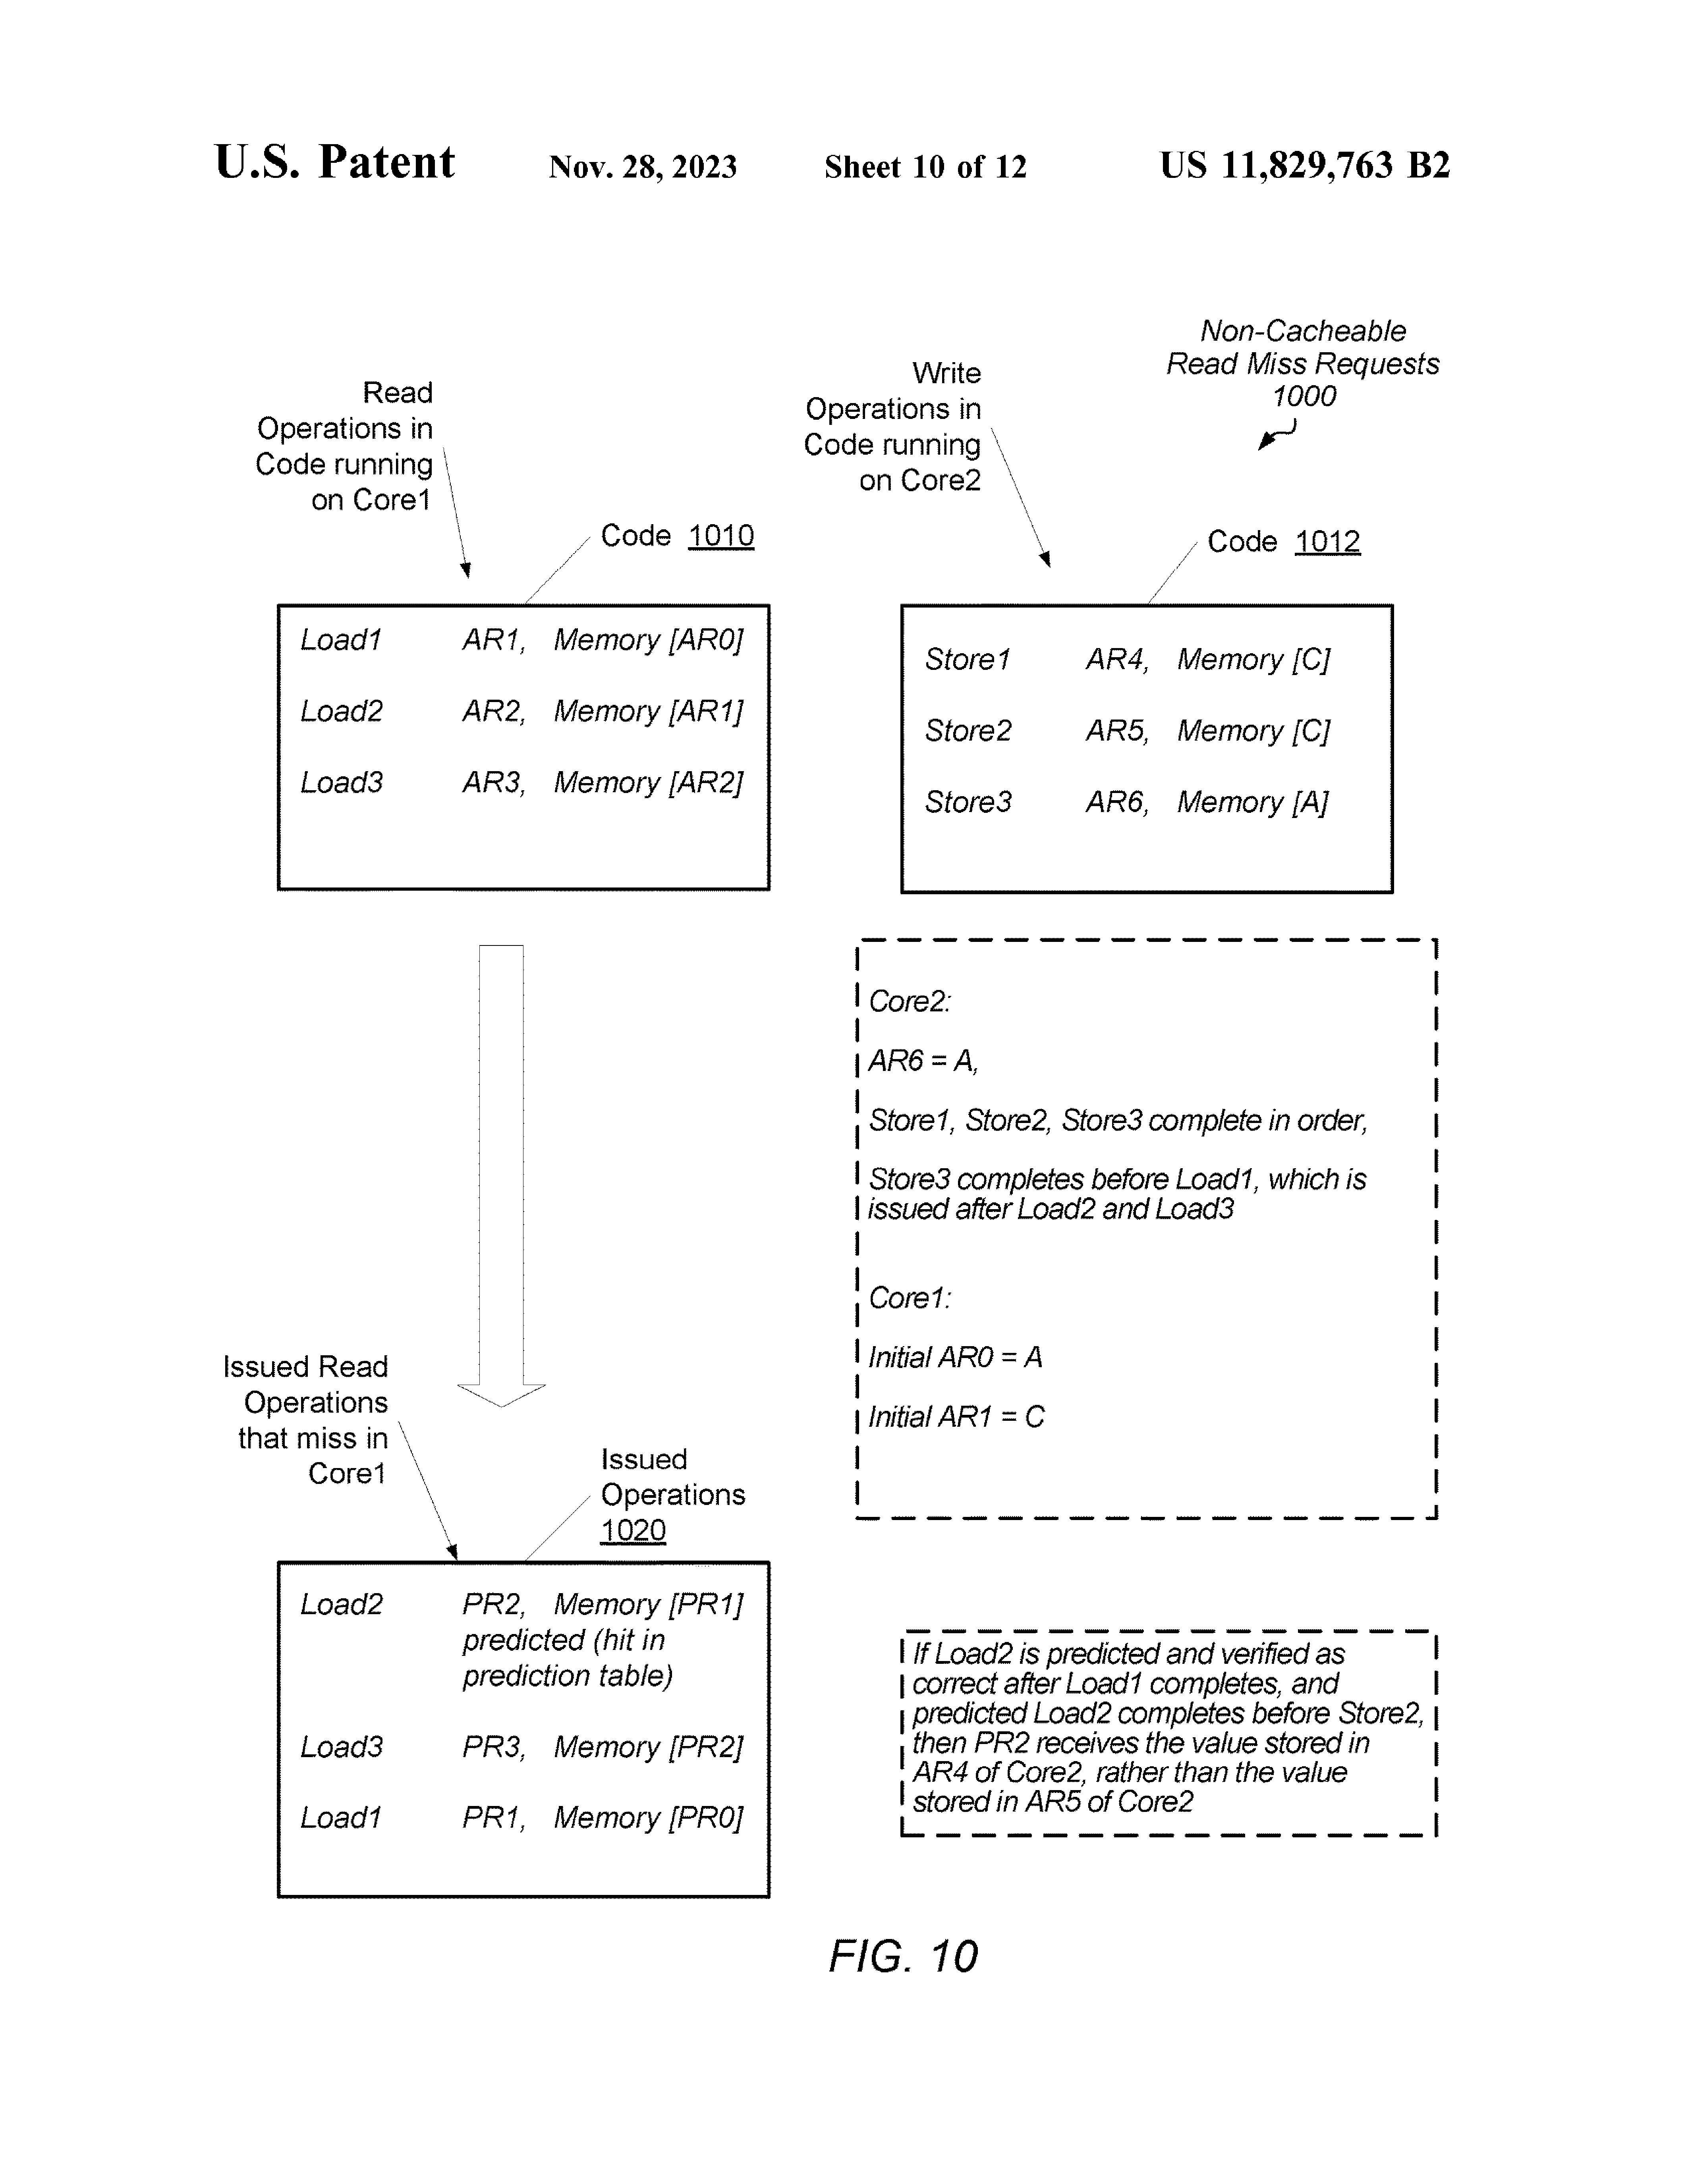 U.S. Patent Nov. 28, 2023 Sheet 10 of 12 US 11,829,763 B2
Non-Cacheable
Read Miss Requests
1000
Read
Operations in
Code running
on Core1
Write
Operations in
Code running
on Core2
Code 1010
Code 1012
Load1 AR1, Memory [AR0]
Load2 AR2, Memory [AR1]
Load3 AR3, Memory [AR2]
Store1 AR4, Memory [C]
Store2 AR5, Memory [C]
Store3 AR6, Memory [A]
Core2:
AR6 = A,
Store1, Store2, Store3 complete in order,
Store3 completes before Load1, which is
issued after Load2 and Load3
Core1:
Initial AR0 = A
Initial AR1 = C
Issued Read
Operations
that miss in
Core1
Issued
Operations
1020
Load2 PR2, Memory [PR1]
predicted (hit in
prediction table)
Load3 PR3, Memory [PR2]
Load1 PR1, Memory [PR0]
If Load2 is predicted and verified as
correct after Load1 completes, and
predicted Load2 completes before Store2,
then PR2 receives the value stored in
AR4 of Core2, rather than the value
stored in AR5 of Core2
FIG. 10